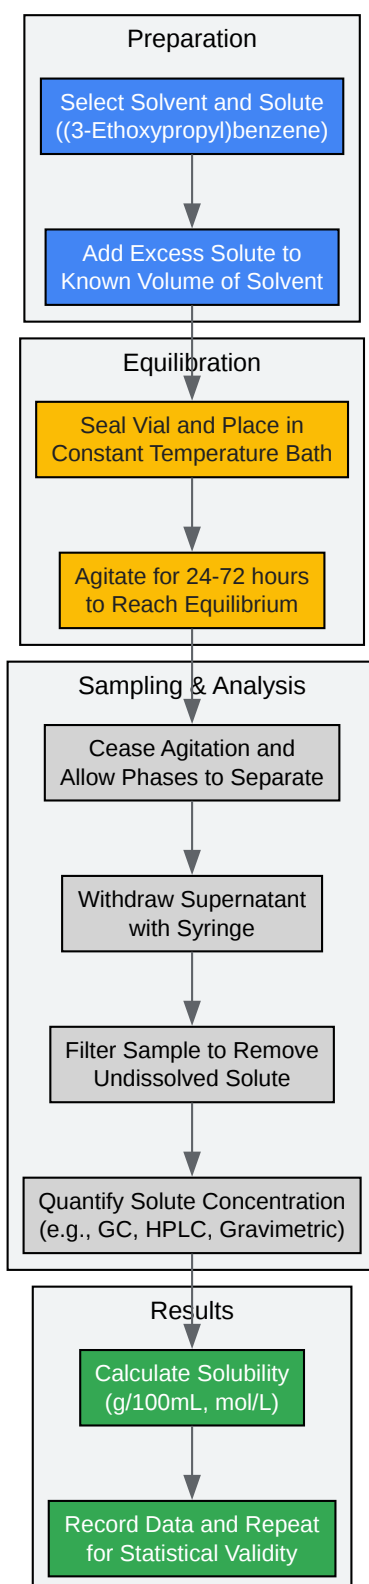 Preparation
Select Solvent and Solute
((3-Ethoxypropyl)benzene)
Add Excess Solute to
Known Volume of Solvent
Equilibration
Seal Vial and Place in
Constant Temperature Bath
Agitate for 24-72 hours
to Reach Equilibrium
Sampling & Analysis
Cease Agitation and
Allow Phases to Separate
Withdraw Supernatant
with Syringe
Filter Sample to Remove
Undissolved Solute
Quantify Solute Concentration
(e.g., GC, HPLC, Gravimetric)
Results
Calculate Solubility
(g/100mL, mol/L)
Record Data and Repeat
for Statistical Validity